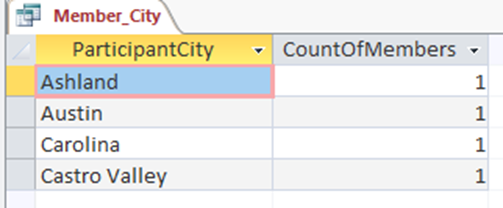 Member_City
ParticipantCity CountOfMembers
Ashland 1
Austin 1
Carolina 1
Castro Valley 1